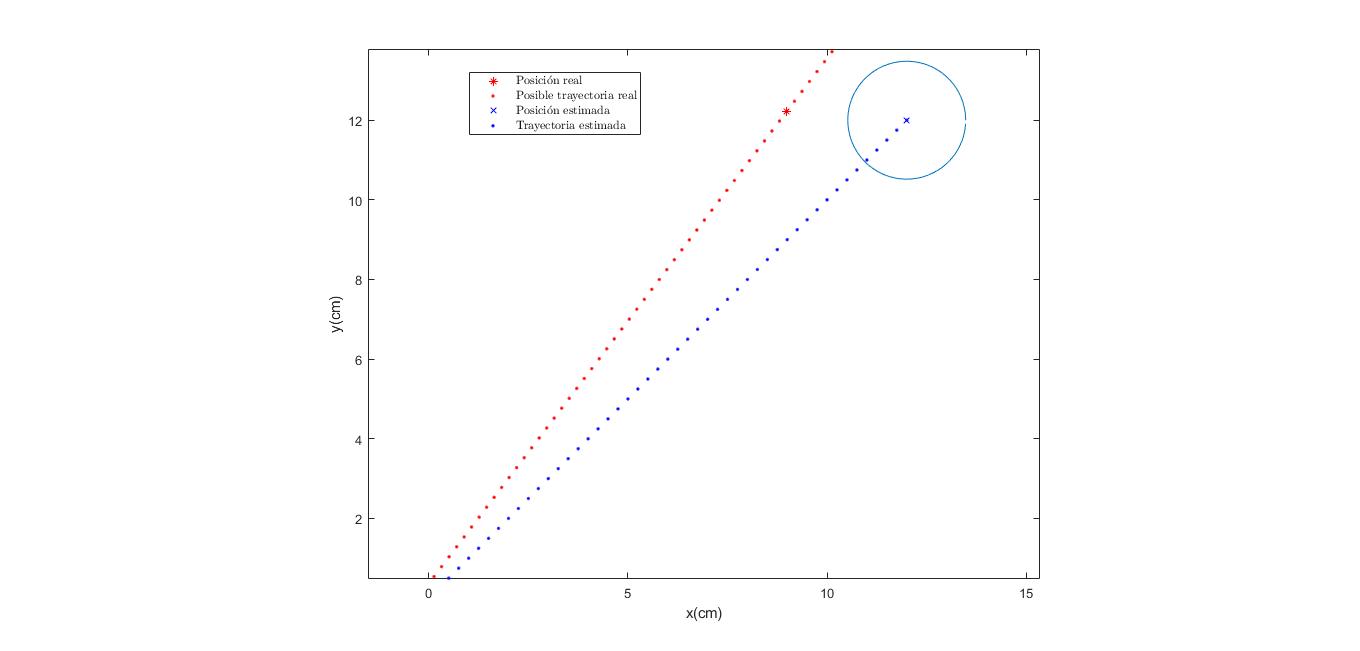 Posición real
Posible trayectoria real
Posición estimada
Trayectoria estimada
12
10
8
6
4
2
y(cm)
0 5 10 15
x(cm)